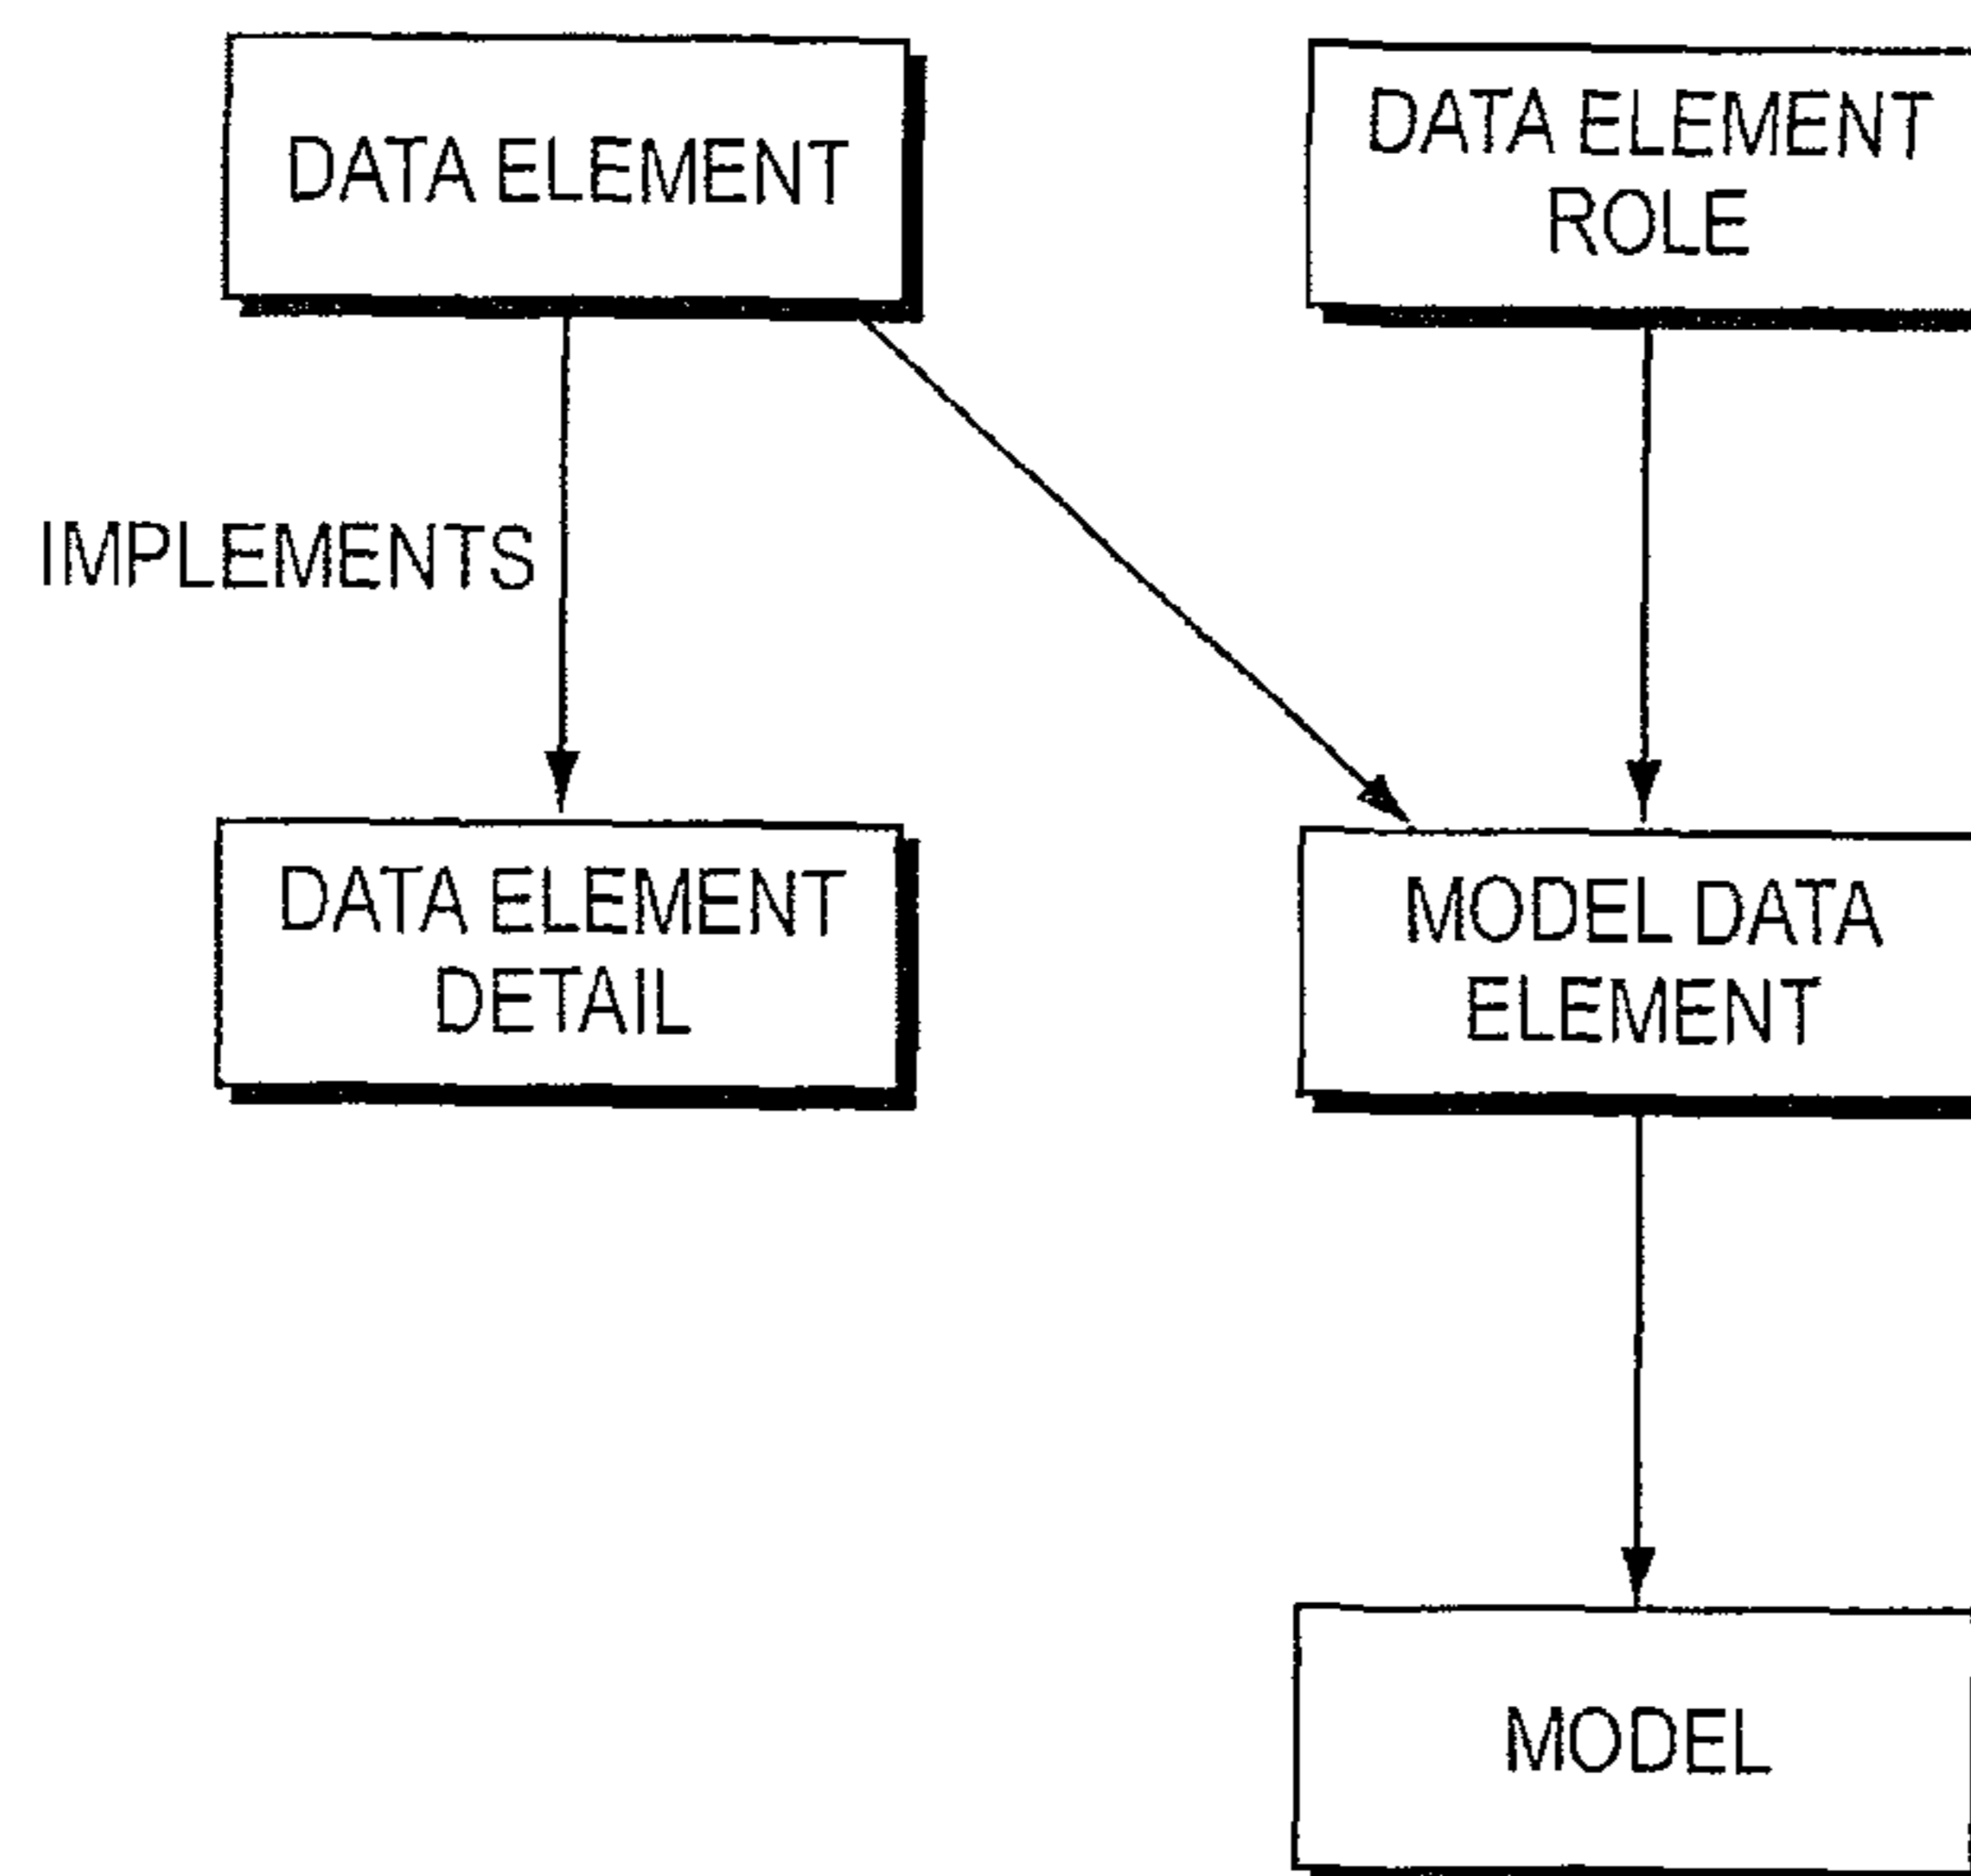 DATA ELEMENT
DATA ELEMENT
ROLE
IMPLEMENTS
DATA ELEMENT
DETAIL
MODEL DATA
ELEMENT
MODEL